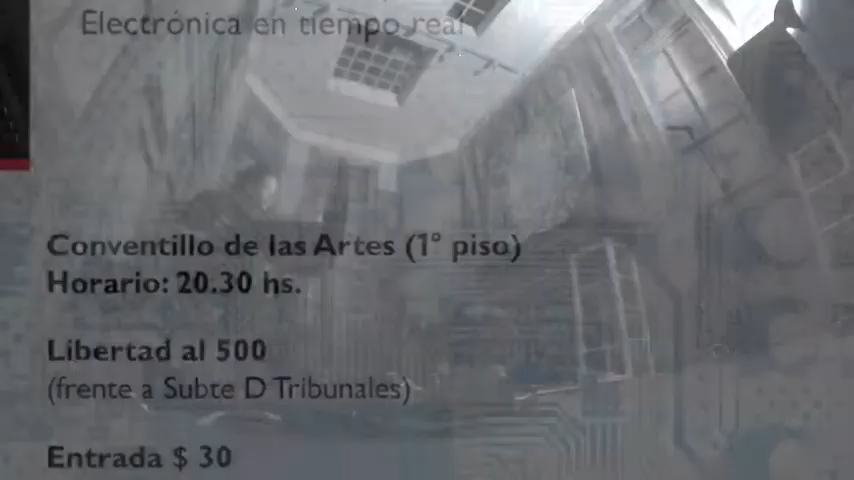 Electrónica en tiempo real
Conventillo de las Artes (1° piso)
Horario: 20.30 hs.
Libertad al 500
(frente a Subte D Tribunales)
Entrada $ 30